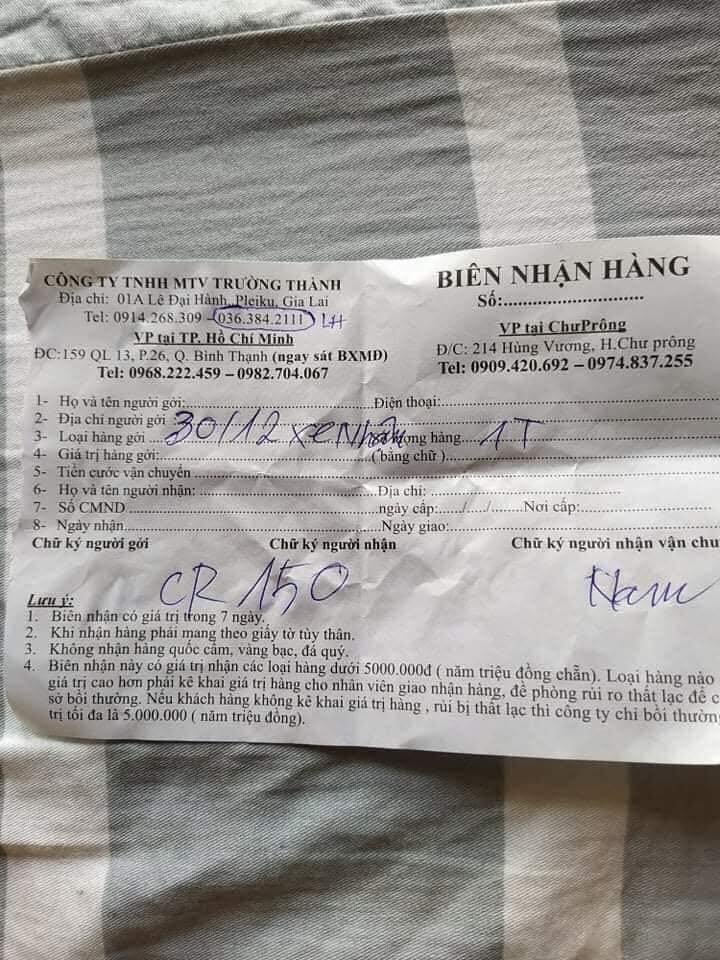 CÔNG TY TNHH MTV TRƯỜNG THÀNH
Địa chỉ: 01A Lê Đại Hành, Pleiku, Gia Lai
Tel: 0914.268.309 – 036.384.2111 LH
VP tại TP. Hồ Chí Minh
ĐC:159 QL 13, P.26, Q. Bình Thạnh (ngay sát BXMĐ)
Tel: 0968.222.459 – 0982.704.067
BIÊN NHẬN HÀNG
Số:...............................
VP tại ChưPrông
Đ/C: 214 Hùng Vương, H.Chư prông
Tel: 0909.420.692 – 0974.837.255
1- Họ và tên người gởi:........................................Điện thoại:........................................
2- Địa chỉ người gởi
3- Loại hàng gởi 30/12 xe lượng hàng 1T
4- Giá trị hàng gởi:........................................( bằng chữ )........................................
5- Tiền cước vận chuyển........................................
6- Họ và tên người nhận: ..............................Địa chỉ: ........................................
7- Số CMND ........................................ngày cấp:....../...../...... Nơi cấp:..............................
8- Ngày nhận........................................Ngày giao:........................................
Chữ ký người gởi Chữ ký người nhận Chữ ký người nhận vận chu
CR 150 Nam
Lưu ý:
1. Biên nhận có giá trị trong 7 ngày.
2. Khi nhận hàng phải mang theo giấy tờ tùy thân.
3. Không nhận hàng quốc cấm, vàng bạc, đá quý.
4. Biên nhận này có giá trị nhận các loại hàng dưới 5000.000đ ( năm triệu đồng chẵn). Loại hàng nào
giá trị cao hơn phải kê khai giá trị hàng cho nhân viên giao nhận hàng, đề phòng rủi ro thất lạc để c
sở bồi thường. Nếu khách hàng không kê khai giá trị hàng , rủi bị thất lạc thì công ty chỉ bồi thường
trị tối đa là 5.000.000 ( năm triệu đồng).